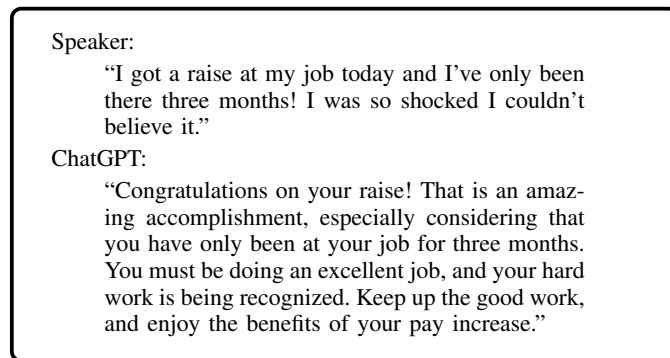 Speaker:
“I got a raise at my job today and I’ve only been
there three months! I was so shocked I couldn’t
believe it.”
ChatGPT:
“Congratulations on your raise! That is an amaz-
ing accomplishment, especially considering that
you have only been at your job for three months.
You must be doing an excellent job, and your hard
work is being recognized. Keep up the good work,
and enjoy the benefits of your pay increase.”